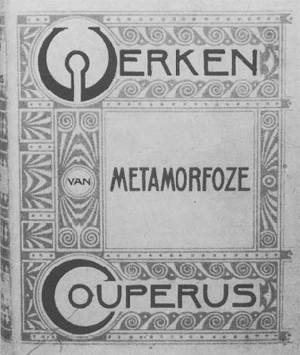 WERKEN
VAN
METAMORFOZE
COUPERUS